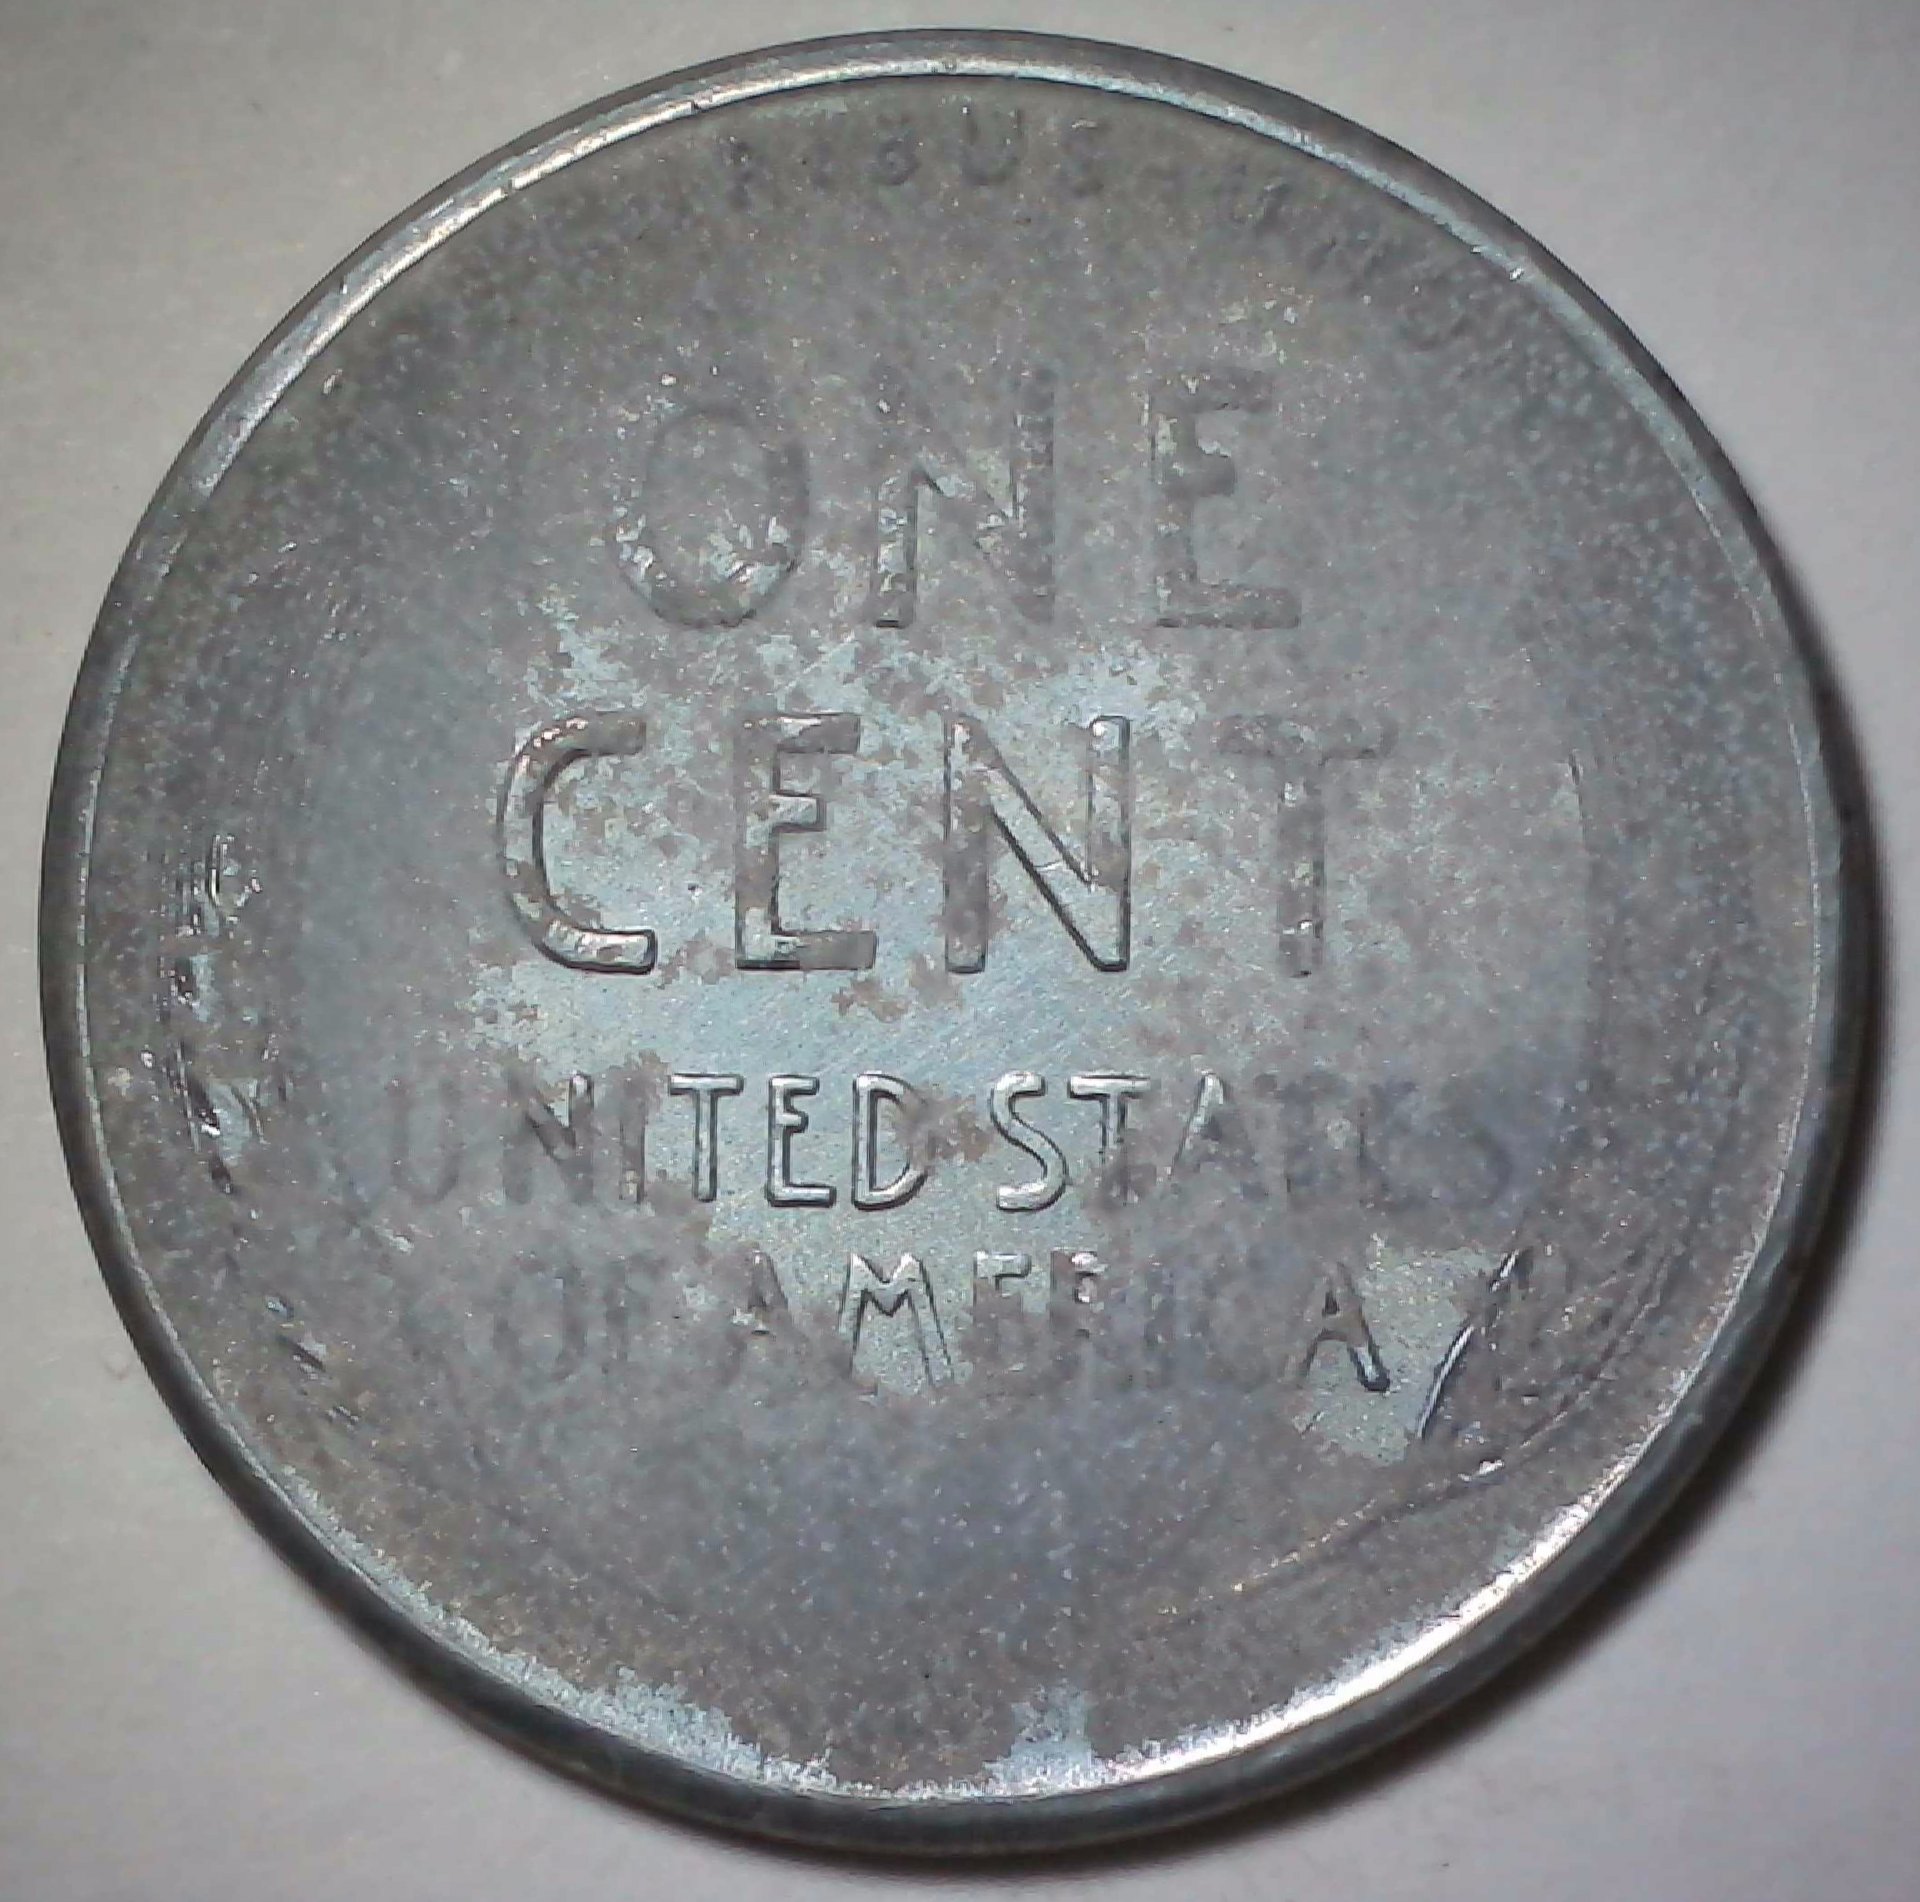 ONE
CENT
UNITED STATES
OF AMERICA